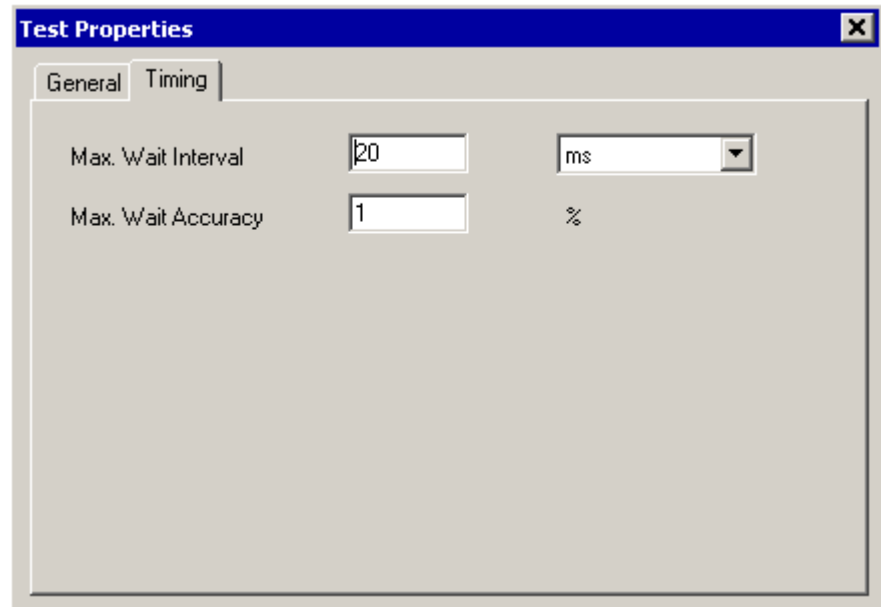 Test Properties
General Timing
Max. Wait Interval 20 ms
Max. Wait Accuracy 1 %